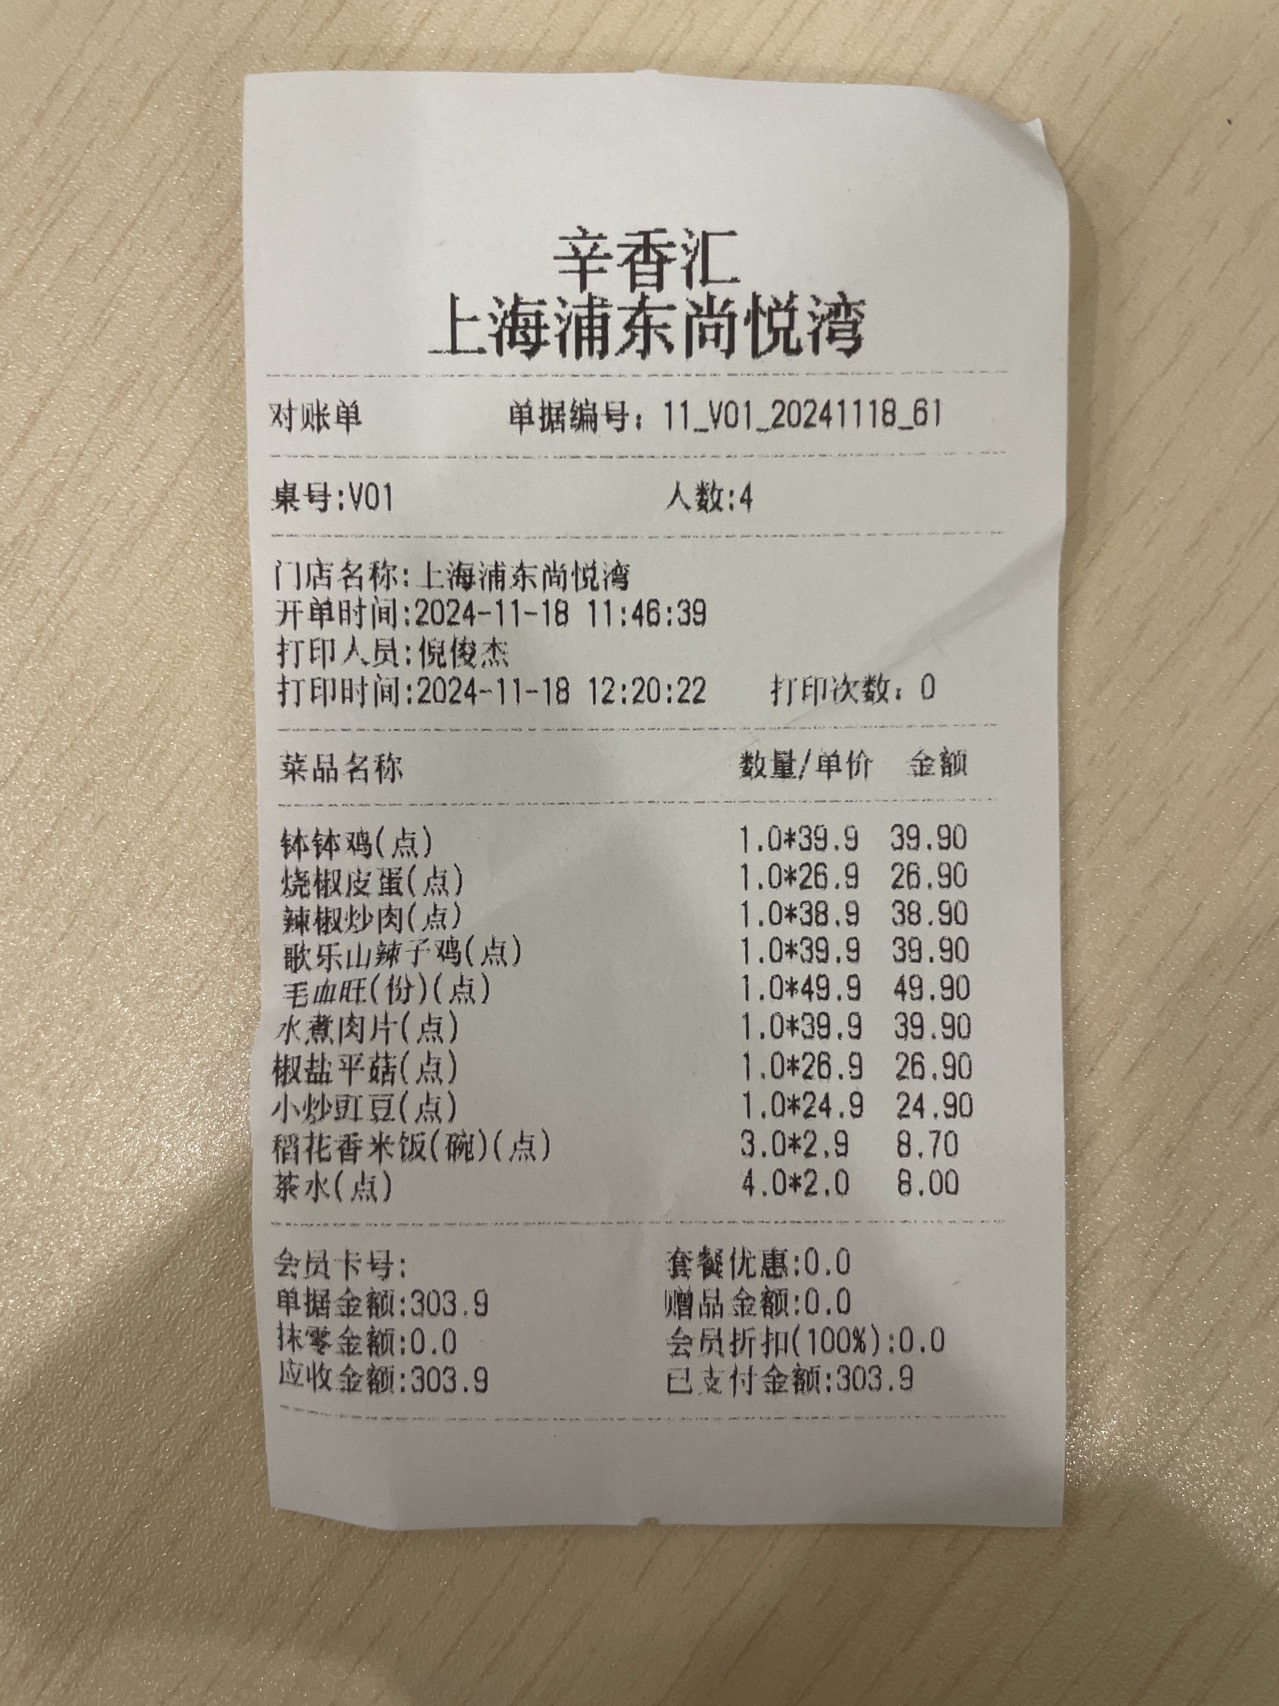 辛香汇
上海浦东尚悦湾
对账单 单据编号：11_V01_20241118_61
桌号:V01 人数:4
门店名称:上海浦东尚悦湾
开单时间:2024-11-18 11:46:39
打印人员:倪俊杰
打印时间:2024-11-18 12:20:22 打印次数：0
菜品名称 数量/单价 金额
钵钵鸡(点) 1.0*39.9 39.90
烧椒皮蛋(点) 1.0*26.9 26.90
辣椒炒肉(点) 1.0*38.9 38.90
歌乐山辣子鸡(点) 1.0*39.9 39.90
毛血旺(份)(点) 1.0*49.9 49.90
水煮肉片(点) 1.0*39.9 39.90
椒盐平菇(点) 1.0*26.9 26.90
小炒豇豆(点) 1.0*24.9 24.90
稻花香米饭(碗)(点) 3.0*2.9 8.70
茶水(点) 4.0*2.0 8.00
会员卡号: 套餐优惠:0.0
单据金额:303.9 赠品金额:0.0
抹零金额:0.0 会员折扣(100%):0.0
应收金额:303.9 已支付金额:303.9